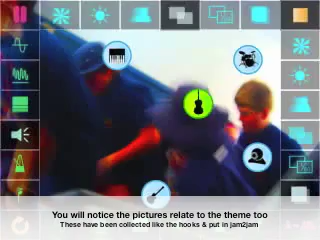 You will notice the pictures relate to the theme too
These have been collected like the hooks & put in jam2jam